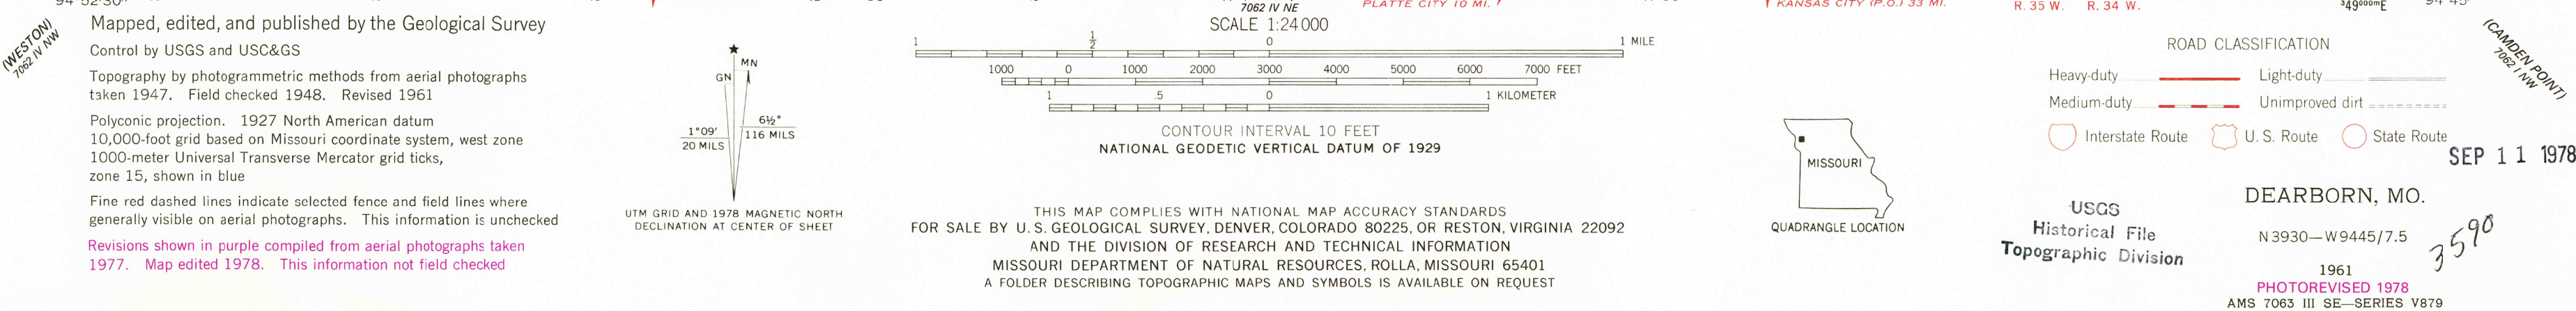 94°52'30"
(WESTON)
7062 IV NW
Mapped, edited, and published by the Geological Survey
Control by USGS and USC&GS
Topography by photogrammetric methods from aerial photographs
taken 1947. Field checked 1948. Revised 1961
Polyconic projection. 1927 North American datum
10,000-foot grid based on Missouri coordinate system, west zone
1000-meter Universal Transverse Mercator grid ticks,
zone 15, shown in blue
Fine red dashed lines indicate selected fence and field lines where
generally visible on aerial photographs. This information is unchecked
Revisions shown in purple compiled from aerial photographs taken
1977. Map edited 1978. This information not field checked
★
MN
GN
1°09'
20 MILS
6½°
116 MILS
UTM GRID AND 1978 MAGNETIC NORTH
DECLINATION AT CENTER OF SHEET
7062 IV NE
PLATTE CITY 10 MI.
KANSAS CITY (P.O.) 33 MI.
R. 35 W. R. 34 W.
³49⁰⁰⁰ᵐE
94°45'
SCALE 1:24 000
1 ½ 0 1 MILE
1000 0 1000 2000 3000 4000 5000 6000 7000 FEET
1 .5 0 1 KILOMETER
CONTOUR INTERVAL 10 FEET
NATIONAL GEODETIC VERTICAL DATUM OF 1929
THIS MAP COMPLIES WITH NATIONAL MAP ACCURACY STANDARDS
FOR SALE BY U. S. GEOLOGICAL SURVEY, DENVER, COLORADO 80225, OR RESTON, VIRGINIA 22092
AND THE DIVISION OF RESEARCH AND TECHNICAL INFORMATION
MISSOURI DEPARTMENT OF NATURAL RESOURCES, ROLLA, MISSOURI 65401
A FOLDER DESCRIBING TOPOGRAPHIC MAPS AND SYMBOLS IS AVAILABLE ON REQUEST
MISSOURI
QUADRANGLE LOCATION
ROAD CLASSIFICATION
Heavy-duty Light-duty
Medium-duty Unimproved dirt
Interstate Route U. S. Route State Route
(CAMDEN POINT)
7062 I NW
SEP 11 1978
USGS
Historical File
Topographic Division
DEARBORN, MO.
N3930—W9445/7.5
3590
1961
PHOTOREVISED 1978
AMS 7063 III SE—SERIES V879